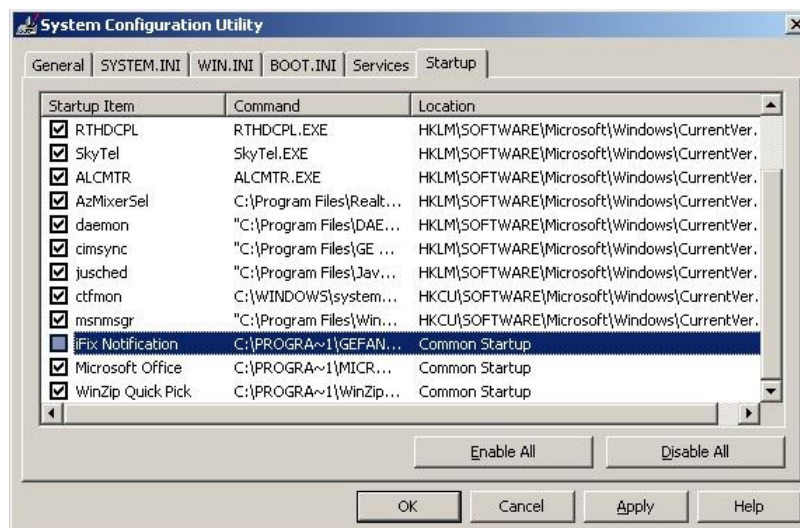 System Configuration Utility
General SYSTEM.INI WIN.INI BOOT.INI Services Startup
Startup Item Command Location
RTHDCPL RTHDCPL.EXE HKLM\SOFTWARE\Microsoft\Windows\CurrentVer.
SkyTel SkyTel.EXE HKLM\SOFTWARE\Microsoft\Windows\CurrentVer.
ALCMTR ALCMTR.EXE HKLM\SOFTWARE\Microsoft\Windows\CurrentVer.
AzMixerSel C:\Program Files\Realt... HKLM\SOFTWARE\Microsoft\Windows\CurrentVer.
daemon "C:\Program Files\DAE... HKLM\SOFTWARE\Microsoft\Windows\CurrentVer.
cimsync "C:\Program Files\GE ... HKLM\SOFTWARE\Microsoft\Windows\CurrentVer.
jusched "C:\Program Files\Jav... HKLM\SOFTWARE\Microsoft\Windows\CurrentVer.
ctfmon C:\WINDOWS\system... HKCU\SOFTWARE\Microsoft\Windows\CurrentVer.
msnmsgr "C:\Program Files\Win... HKCU\SOFTWARE\Microsoft\Windows\CurrentVer.
iFix Notification C:\PROGRA~1\GEFAN... Common Startup
Microsoft Office C:\PROGRA~1\MICR... Common Startup
WinZip Quick Pick C:\PROGRA~1\WinZip... Common Startup
Enable All Disable All
OK Cancel Apply Help